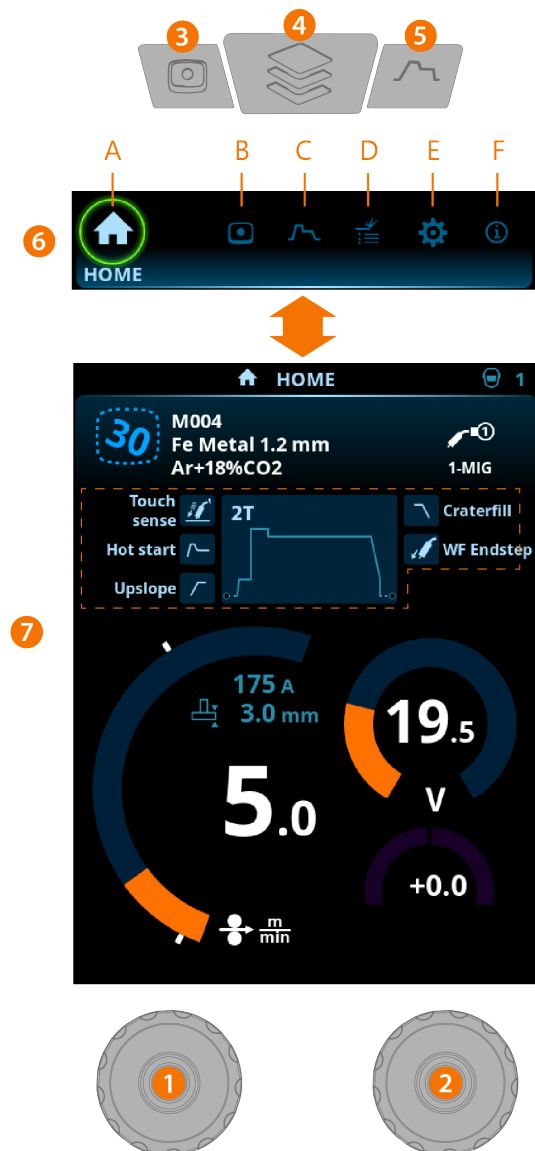 4
3
5
A B C D E F
6
HOME
HOME 1
30
M004
Fe Metal 1.2 mm
Ar+18%CO2
1
1-MIG
Touch
sense
2T
Craterfill
Hot start
WF Endstep
Upslope
7
175 A
3.0 mm
19.5
5.0
V
+0.0
m
min
1
2